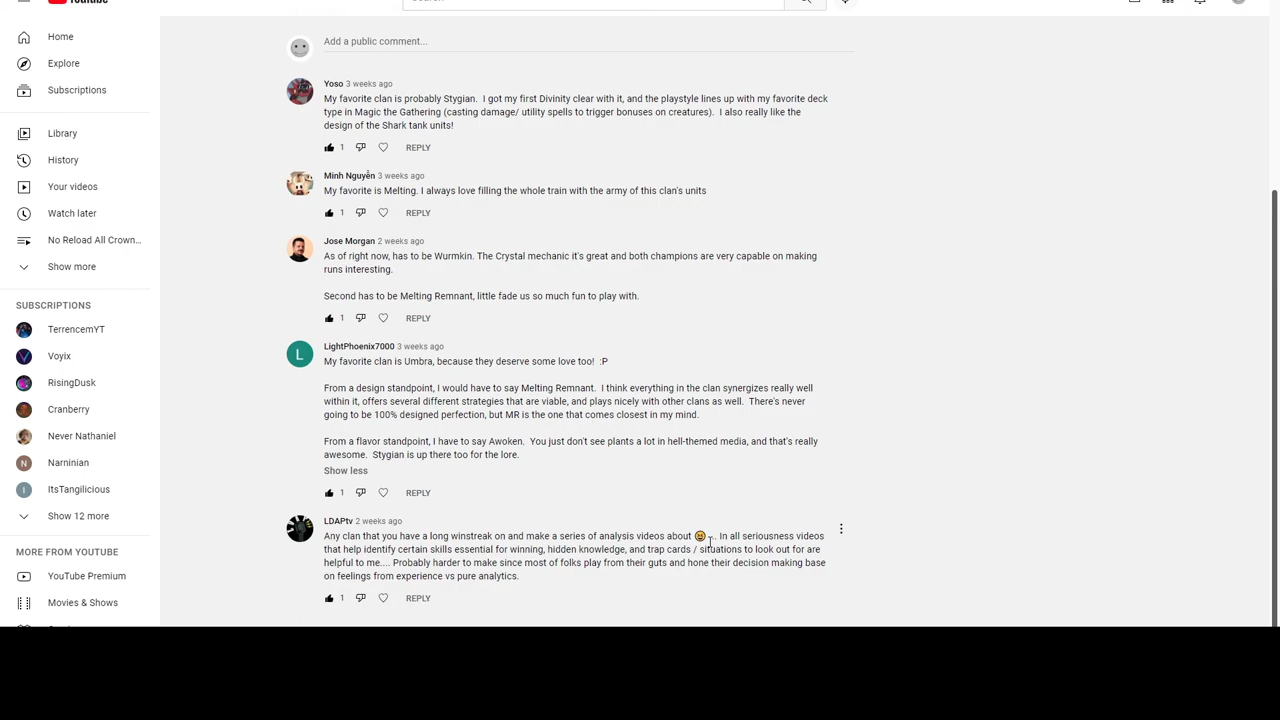 Home
Explore
Subscriptions
Library
History
Your videos
Watch later
No Reload All Crown...
Show more
SUBSCRIPTIONS
TerrencemYT
Voyix
RisingDusk
Cranberry
Never Nathaniel
N
Narninian
I
ItsTangilicious
Show 12 more
MORE FROM YOUTUBE
YouTube Premium
Movies & Shows
Add a public comment...
Yoso 3 weeks ago
My favorite clan is probably Stygian. I got my first Divinity clear with it, and the playstyle lines up with my favorite deck
type in Magic the Gathering (casting damage/ utility spells to trigger bonuses on creatures). I also really like the
design of the Shark tank units!
1 REPLY
Minh Nguyễn 3 weeks ago
My favorite is Melting. I always love filling the whole train with the army of this clan's units
1 REPLY
Jose Morgan 2 weeks ago
As of right now, has to be Wurmkin. The Crystal mechanic it's great and both champions are very capable on making
runs interesting.
Second has to be Melting Remnant, little fade us so much fun to play with.
1 REPLY
L
LightPhoenix7000 3 weeks ago
My favorite clan is Umbra, because they deserve some love too! :P
From a design standpoint, I would have to say Melting Remnant. I think everything in the clan synergizes really well
within it, offers several different strategies that are viable, and plays nicely with other clans as well. There's never
going to be 100% designed perfection, but MR is the one that comes closest in my mind.
From a flavor standpoint, I have to say Awoken. You just don't see plants a lot in hell-themed media, and that's really
awesome. Stygian is up there too for the lore.
Show less
1 REPLY
LDAPtv 2 weeks ago
Any clan that you have a long winstreak on and make a series of analysis videos about 😄... In all seriousness videos
that help identify certain skills essential for winning, hidden knowledge, and trap cards / situations to look out for are
helpful to me.... Probably harder to make since most of folks play from their guts and hone their decision making base
on feelings from experience vs pure analytics.
1 REPLY